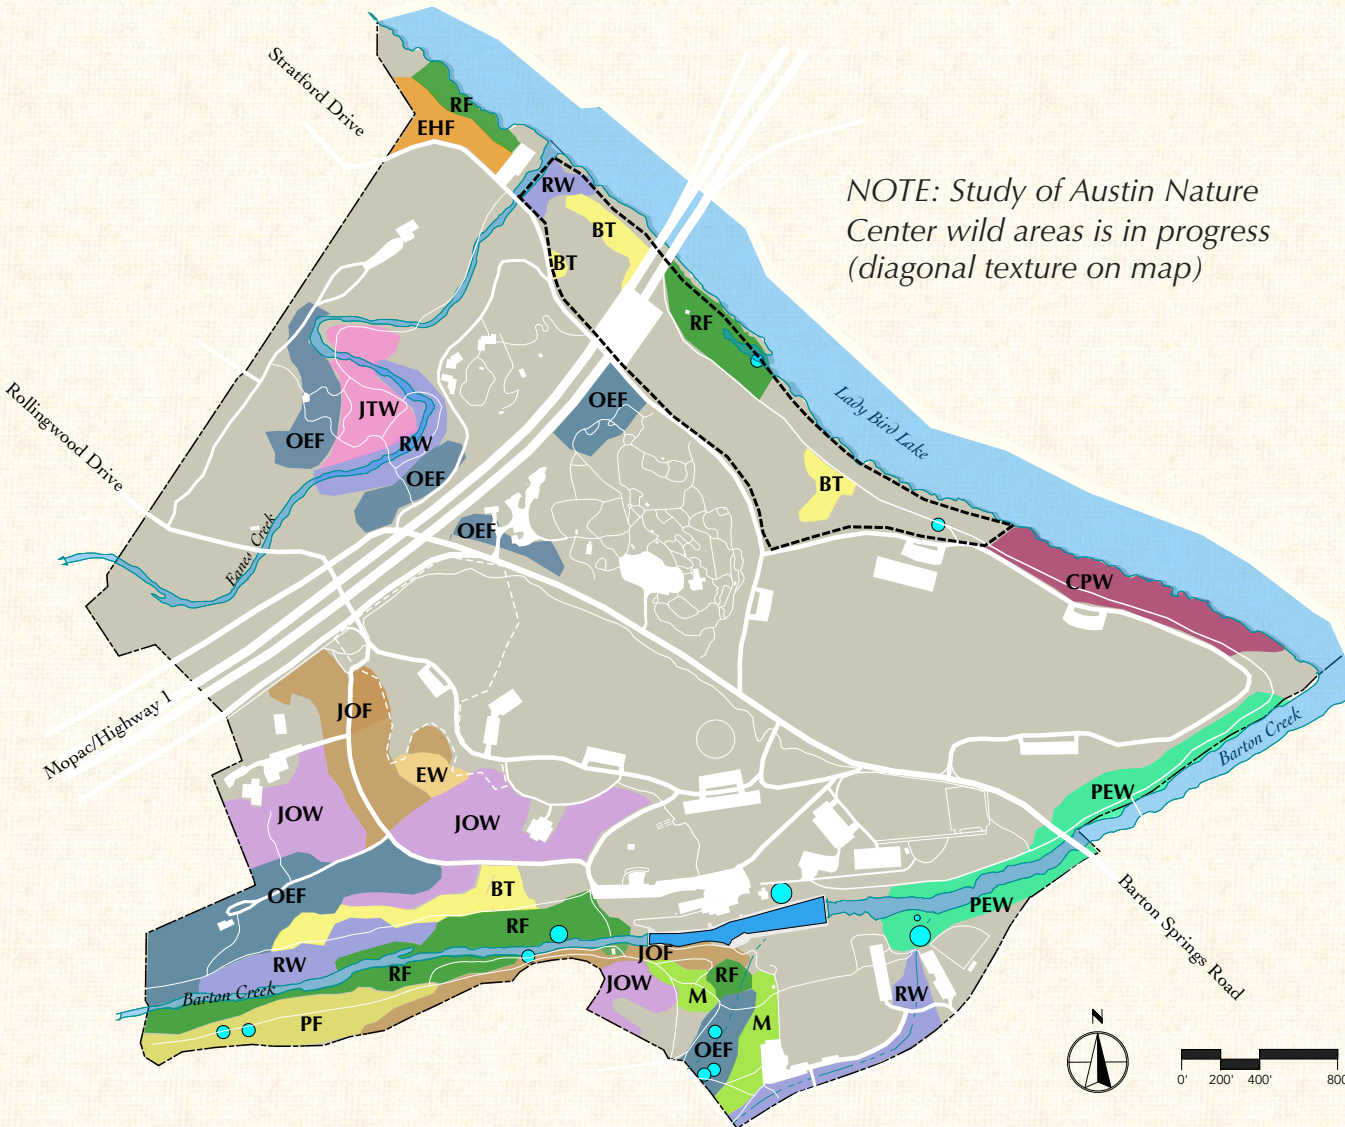 Stratford Drive
RF
EHF
RW
BT
BT
NOTE: Study of Austin Nature
Center wild areas is in progress
(diagonal texture on map)
RF
Lady Bird Lake
Rollingwood Drive
JTW
OEF
OEF
RW
OEF
BT
OEF
Eanes Creek
CPW
Mopac/Highway 1
JOF
EW
JOW
JOW
Barton Creek
PEW
OEF
BT
PEW
RF
Barton Springs Road
RW
RF
JOF
JOW
RF
M
RW
Barton Creek
PF
M
OEF
N
0' 200' 400' 800